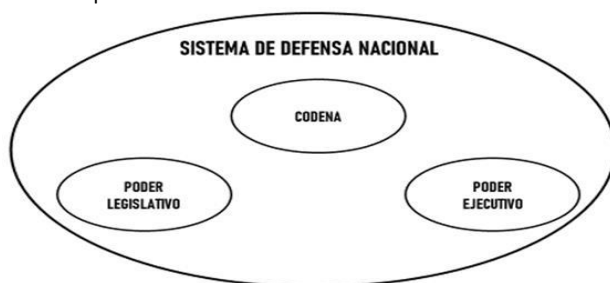 SISTEMA DE DEFENSA NACIONAL
CODENA
PODER
LEGISLATIVO
PODER
EJECUTIVO